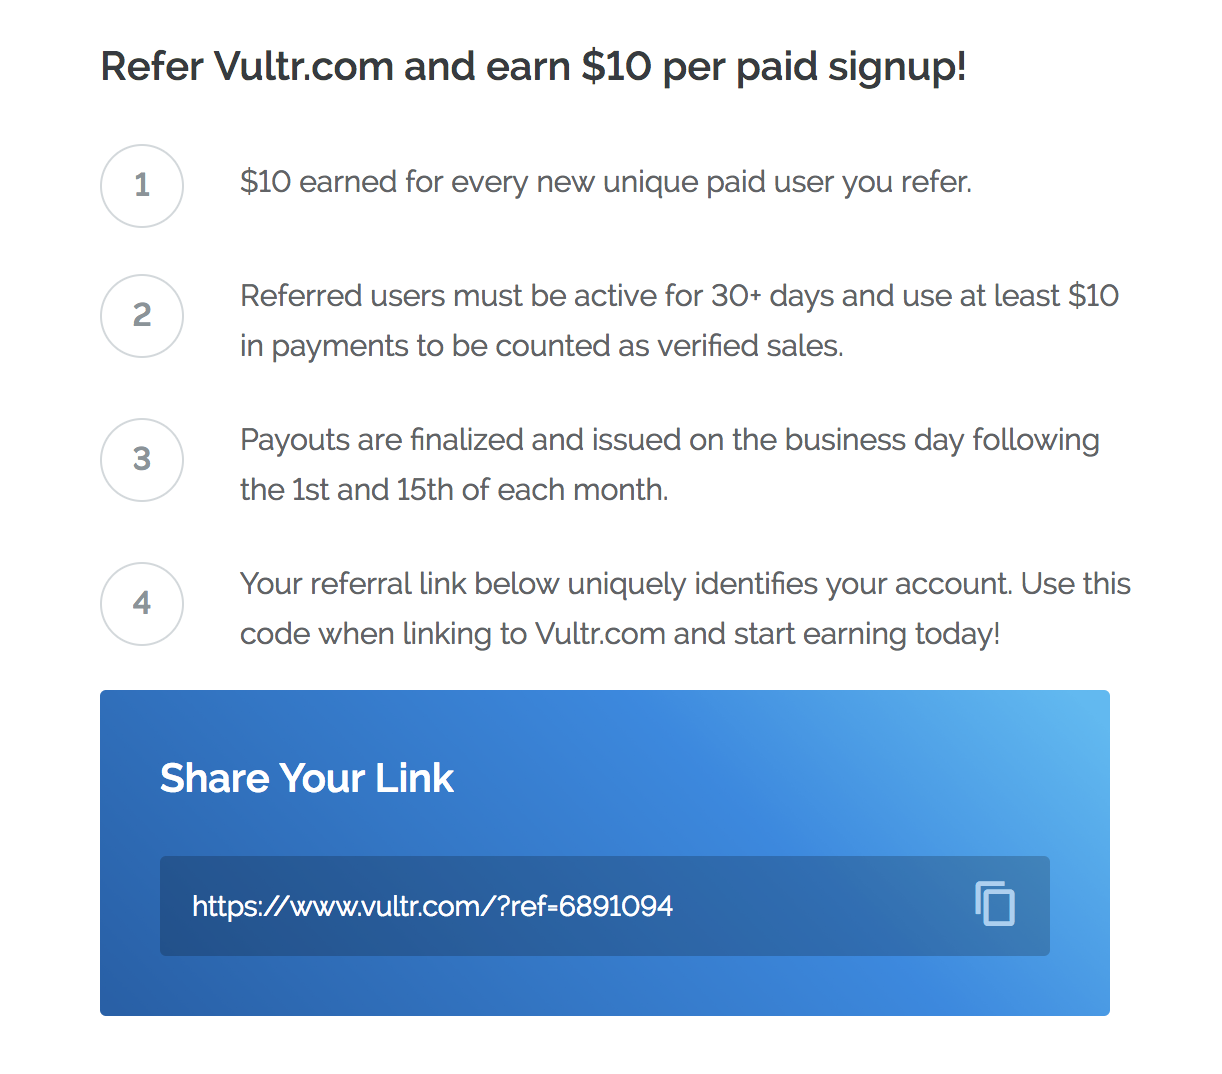 Refer Vultr.com and earn $10 per paid signup!
1
$10 earned for every new unique paid user you refer.
2
Referred users must be active for 30+ days and use at least $10
in payments to be counted as verified sales.
3
Payouts are finalized and issued on the business day following
the 1st and 15th of each month.
4
Your referral link below uniquely identifies your account. Use this
code when linking to Vultr.com and start earning today!
Share Your Link
https://www.vultr.com/?ref=6891094